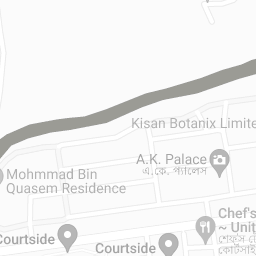 Kisan Botanix Limite
A.K. Palace
এ.কে. প্যালেস
Mohmmad Bin
Quasem Residence
Chef's
~ Unit
Courtside
Courtside